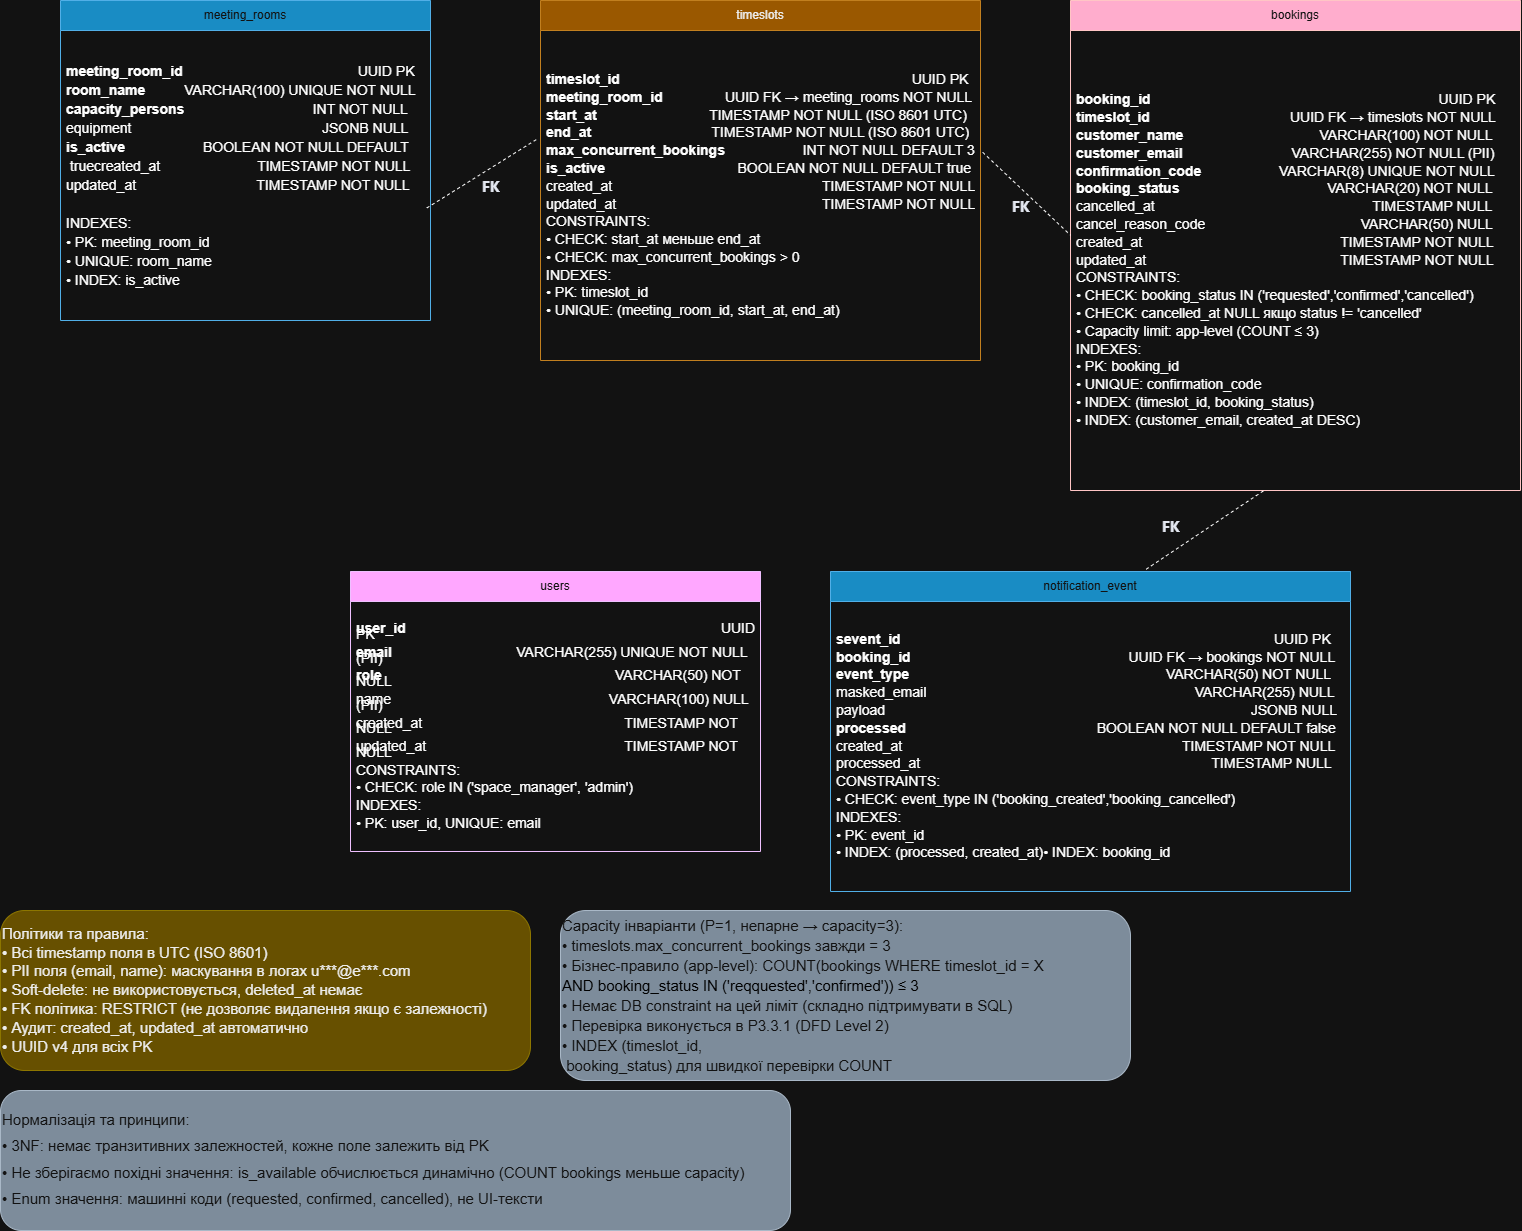 meeting_rooms
meeting_room_id UUID PK
room_name VARCHAR(100) UNIQUE NOT NULL
capacity_persons INT NOT NULL
equipment JSONB NULL
is_active BOOLEAN NOT NULL DEFAULT
truecreated_at TIMESTAMP NOT NULL
updated_at TIMESTAMP NOT NULL
INDEXES:
• PK: meeting_room_id
• UNIQUE: room_name
• INDEX: is_active
FK
timeslots
timeslot_id UUID PK
meeting_room_id UUID FK → meeting_rooms NOT NULL
start_at TIMESTAMP NOT NULL (ISO 8601 UTC)
end_at TIMESTAMP NOT NULL (ISO 8601 UTC)
max_concurrent_bookings INT NOT NULL DEFAULT 3
is_active BOOLEAN NOT NULL DEFAULT true
created_at TIMESTAMP NOT NULL
updated_at TIMESTAMP NOT NULL
CONSTRAINTS:
• CHECK: start_at меньше end_at
• CHECK: max_concurrent_bookings > 0
INDEXES:
• PK: timeslot_id
• UNIQUE: (meeting_room_id, start_at, end_at)
FK
bookings
booking_id UUID PK
timeslot_id UUID FK → timeslots NOT NULL
customer_name VARCHAR(100) NOT NULL
customer_email VARCHAR(255) NOT NULL (PII)
confirmation_code VARCHAR(8) UNIQUE NOT NULL
booking_status VARCHAR(20) NOT NULL
cancelled_at TIMESTAMP NULL
cancel_reason_code VARCHAR(50) NULL
created_at TIMESTAMP NOT NULL
updated_at TIMESTAMP NOT NULL
CONSTRAINTS:
• CHECK: booking_status IN ('requested','confirmed','cancelled')
• CHECK: cancelled_at NULL якщо status != 'cancelled'
• Capacity limit: app-level (COUNT ≤ 3)
INDEXES:
• PK: booking_id
• UNIQUE: confirmation_code
• INDEX: (timeslot_id, booking_status)
• INDEX: (customer_email, created_at DESC)
FK
users
user_id UUID
PK
email VARCHAR(255) UNIQUE NOT NULL
(PII)
role VARCHAR(50) NOT
NULL
name VARCHAR(100) NULL
(PII)
created_at TIMESTAMP NOT
NULL
updated_at TIMESTAMP NOT
NULL
CONSTRAINTS:
• CHECK: role IN ('space_manager', 'admin')
INDEXES:
• PK: user_id, UNIQUE: email
notification_event
sevent_id UUID PK
booking_id UUID FK → bookings NOT NULL
event_type VARCHAR(50) NOT NULL
masked_email VARCHAR(255) NULL
payload JSONB NULL
processed BOOLEAN NOT NULL DEFAULT false
created_at TIMESTAMP NOT NULL
processed_at TIMESTAMP NULL
CONSTRAINTS:
• CHECK: event_type IN ('booking_created','booking_cancelled')
INDEXES:
• PK: event_id
• INDEX: (processed, created_at)• INDEX: booking_id
Політики та правила:
• Всі timestamp поля в UTC (ISO 8601)
• PII поля (email, name): маскування в логах u***@e***.com
• Soft-delete: не використовується, deleted_at немає
• FK політика: RESTRICT (не дозволяє видалення якщо є залежності)
• Аудит: created_at, updated_at автоматично
• UUID v4 для всіх PK
Capacity інваріанти (P=1, непарне → capacity=3):
• timeslots.max_concurrent_bookings завжди = 3
• Бізнес-правило (app-level): COUNT(bookings WHERE timeslot_id = X
AND booking_status IN ('reqquested','confirmed')) ≤ 3
• Немає DB constraint на цей ліміт (складно підтримувати в SQL)
• Перевірка виконується в P3.3.1 (DFD Level 2)
• INDEX (timeslot_id,
booking_status) для швидкої перевірки COUNT
Нормалізація та принципи:
• 3NF: немає транзитивних залежностей, кожне поле залежить від PK
• Не зберігаємо похідні значення: is_available обчислюється динамічно (COUNT bookings меньше capacity)
• Enum значення: машинні коди (requested, confirmed, cancelled), не UI-тексти